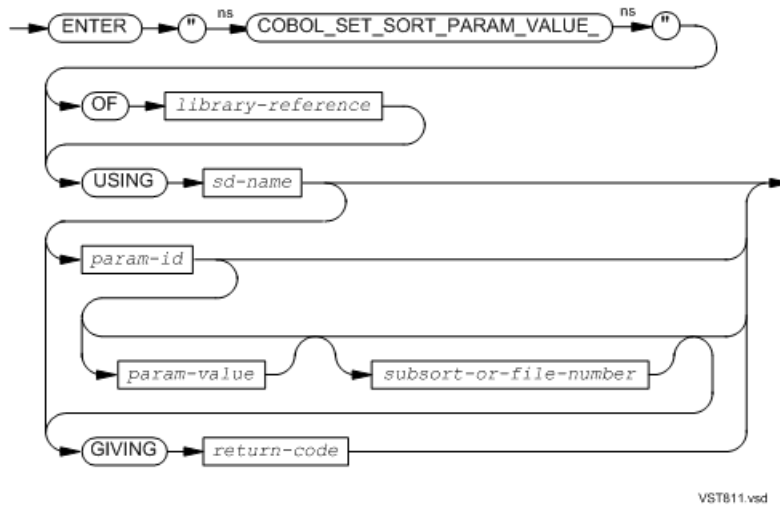 ENTER " ns COBOL_SET_SORT_PARAM_VALUE_ ns "
OF library-reference
USING sd-name
param-id
param-value subsort-or-file-number
GIVING return-code
VST811.vsd